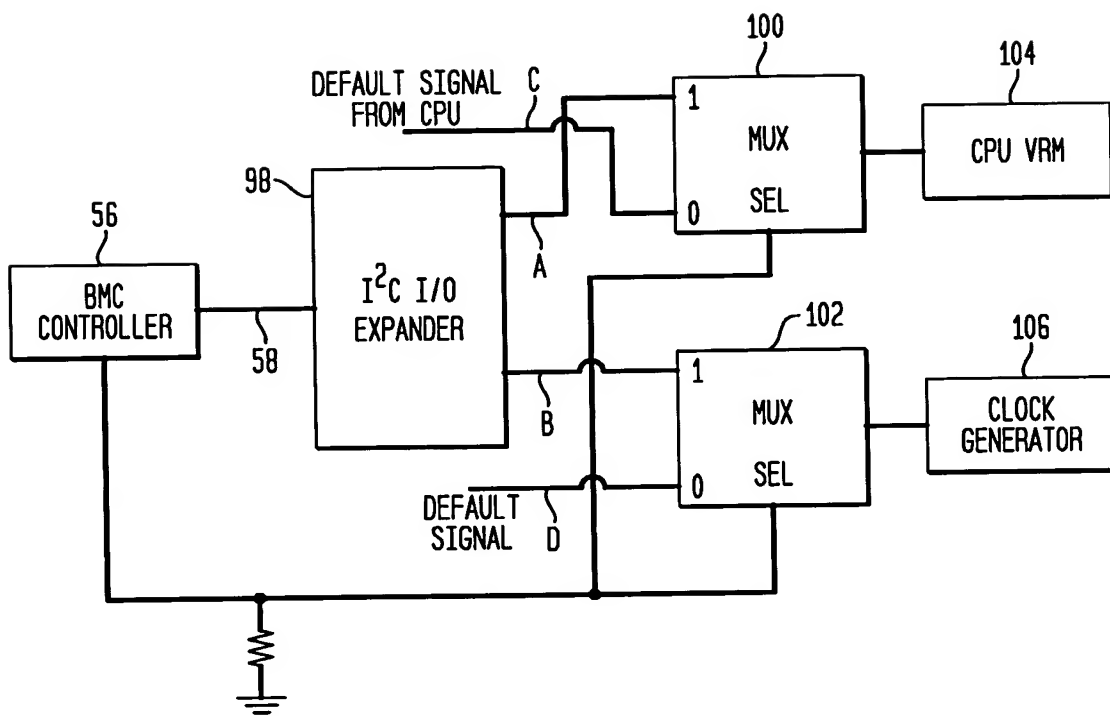 100
104
DEFAULT SIGNAL
FROM CPU
C
1
MUX
SEL
0
CPU VRM
98
A
56
BMC
CONTROLLER
58
I²C I/O
EXPANDER
102
106
B
1
MUX
SEL
0
CLOCK
GENERATOR
DEFAULT
SIGNAL
D